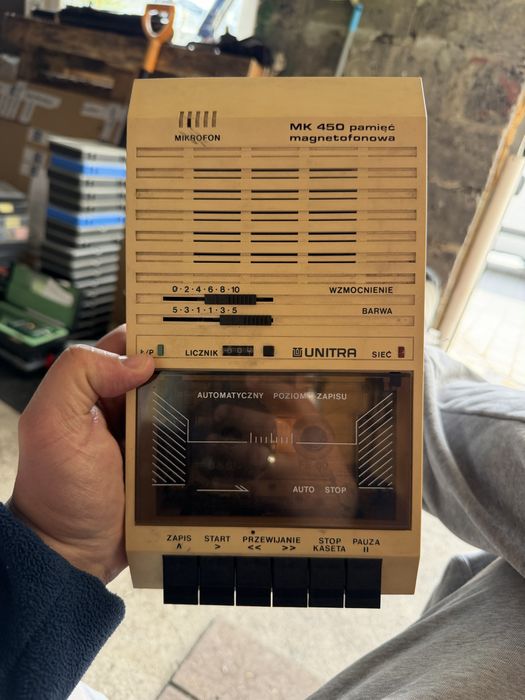 MIKROFON
MK 450 pamięć
magnetofonowa
0·2·4·6·8·10 WZMOCNIENIE
5·3·1·1·3·5 BARWA
/P LICZNIK UNITRA SIEĆ
AUTOMATYCZNY POZIOM ZAPISU
AUTO STOP
ZAPIS START PRZEWIJANIE STOP PAUZA
> << >> KASETA II